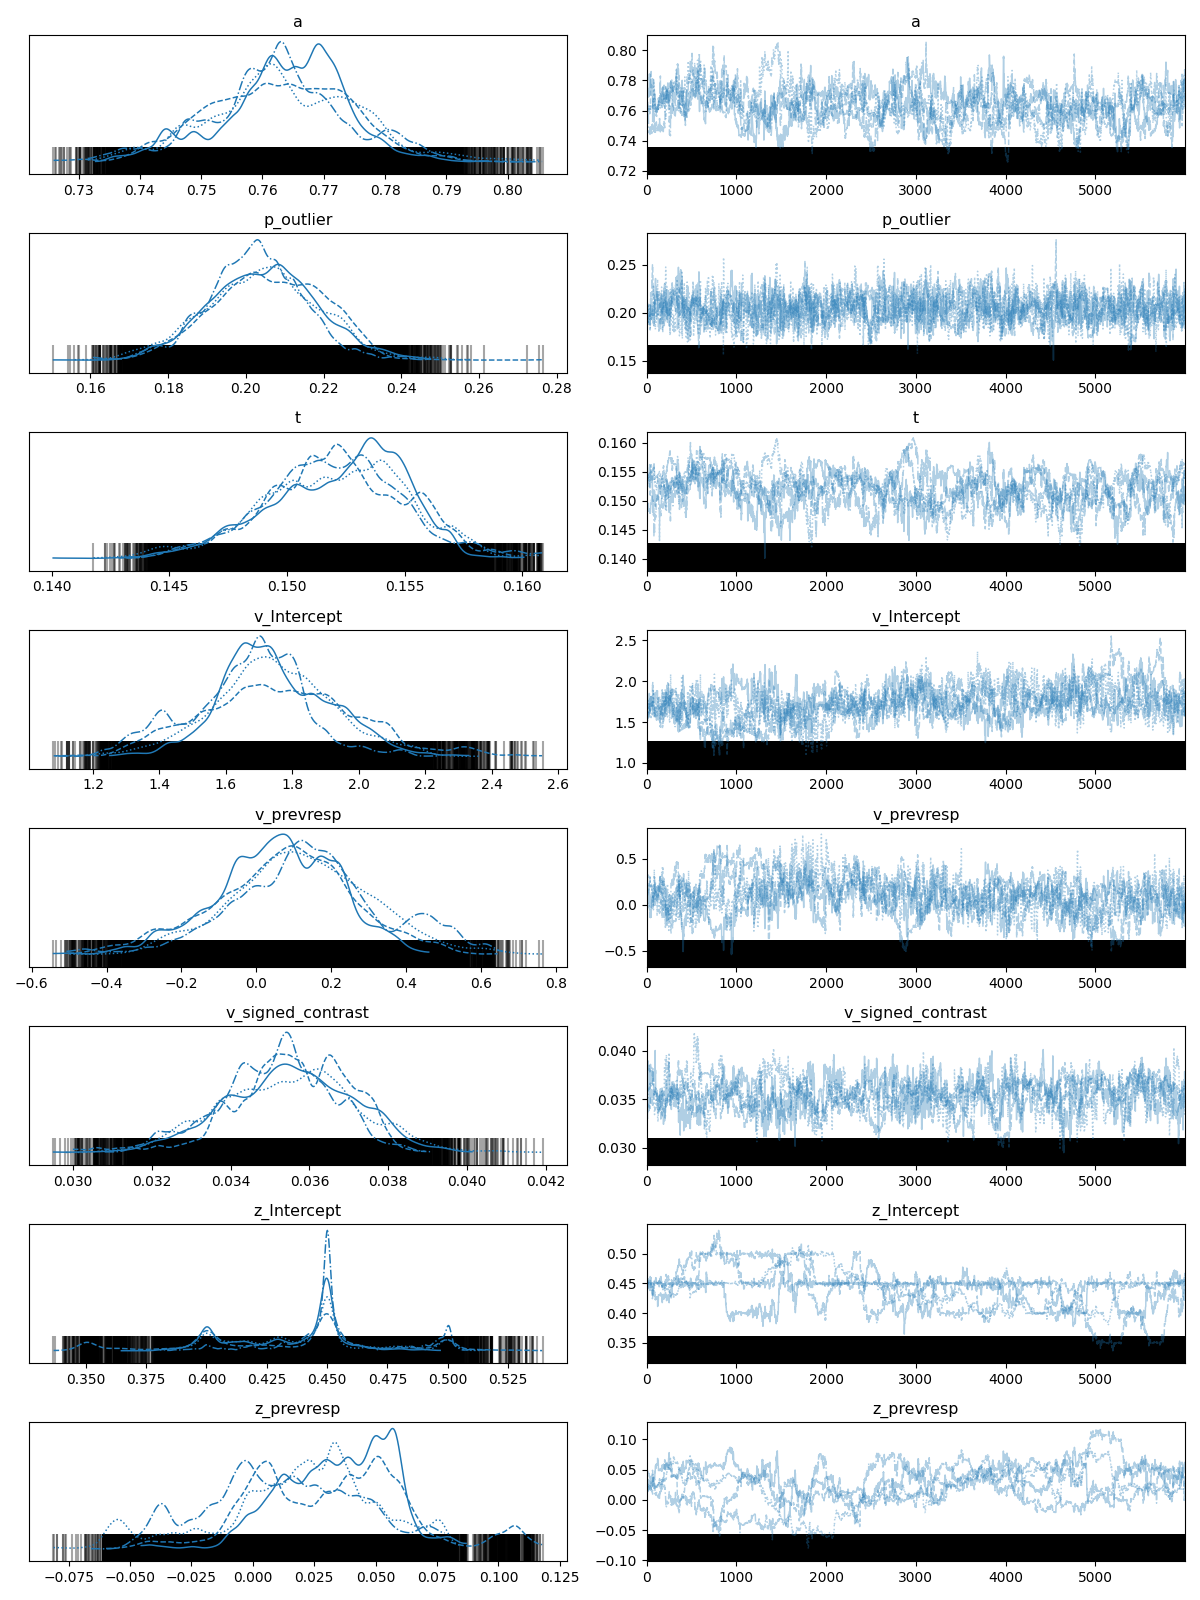 a a
0.80
0.78
0.76
0.74
0.72
0.73 0.74 0.75 0.76 0.77 0.78 0.79 0.80 0 1000 2000 3000 4000 5000
p_outlier p_outlier
0.25
0.20
0.15
0.16 0.18 0.20 0.22 0.24 0.26 0.28 0 1000 2000 3000 4000 5000
t t
0.160
0.155
0.150
0.145
0.140
0.140 0.145 0.150 0.155 0.160 0 1000 2000 3000 4000 5000
v_Intercept v_Intercept
2.5
2.0
1.5
1.0
1.2 1.4 1.6 1.8 2.0 2.2 2.4 2.6 0 1000 2000 3000 4000 5000
v_prevresp v_prevresp
0.5
0.0
−0.5
−0.6 −0.4 −0.2 0.0 0.2 0.4 0.6 0.8 0 1000 2000 3000 4000 5000
v_signed_contrast v_signed_contrast
0.040
0.035
0.030
0.030 0.032 0.034 0.036 0.038 0.040 0.042 0 1000 2000 3000 4000 5000
z_Intercept z_Intercept
0.50
0.45
0.40
0.35
0.350 0.375 0.400 0.425 0.450 0.475 0.500 0.525 0 1000 2000 3000 4000 5000
z_prevresp z_prevresp
0.10
0.05
0.00
−0.05
−0.10
−0.075 −0.050 −0.025 0.000 0.025 0.050 0.075 0.100 0.125 0 1000 2000 3000 4000 5000